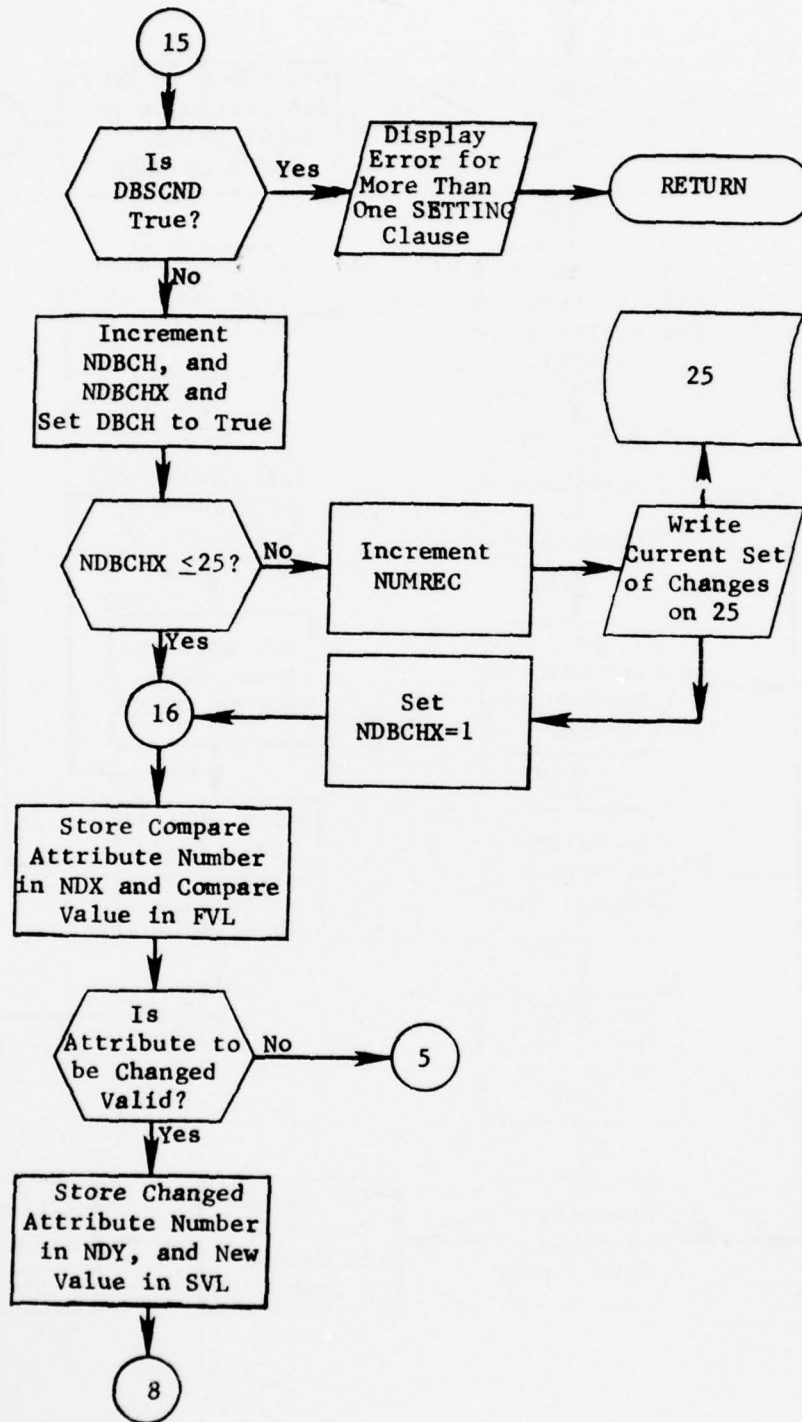 15
Is
DBSCND
True?
Yes
Display
Error for
More Than
One SETTING
Clause
RETURN
No
Increment
NDBCH, and
NDBCHX and
Set DBCH to True
25
NDBCHX ≤25?
No
Increment
NUMREC
Write
Current Set
of Changes
on 25
Yes
16
Set
NDBCHX=1
Store Compare
Attribute Number
in NDX and Compare
Value in FVL
Is
Attribute to
be Changed
Valid?
No
5
Yes
Store Changed
Attribute Number
in NDY, and New
Value in SVL
8